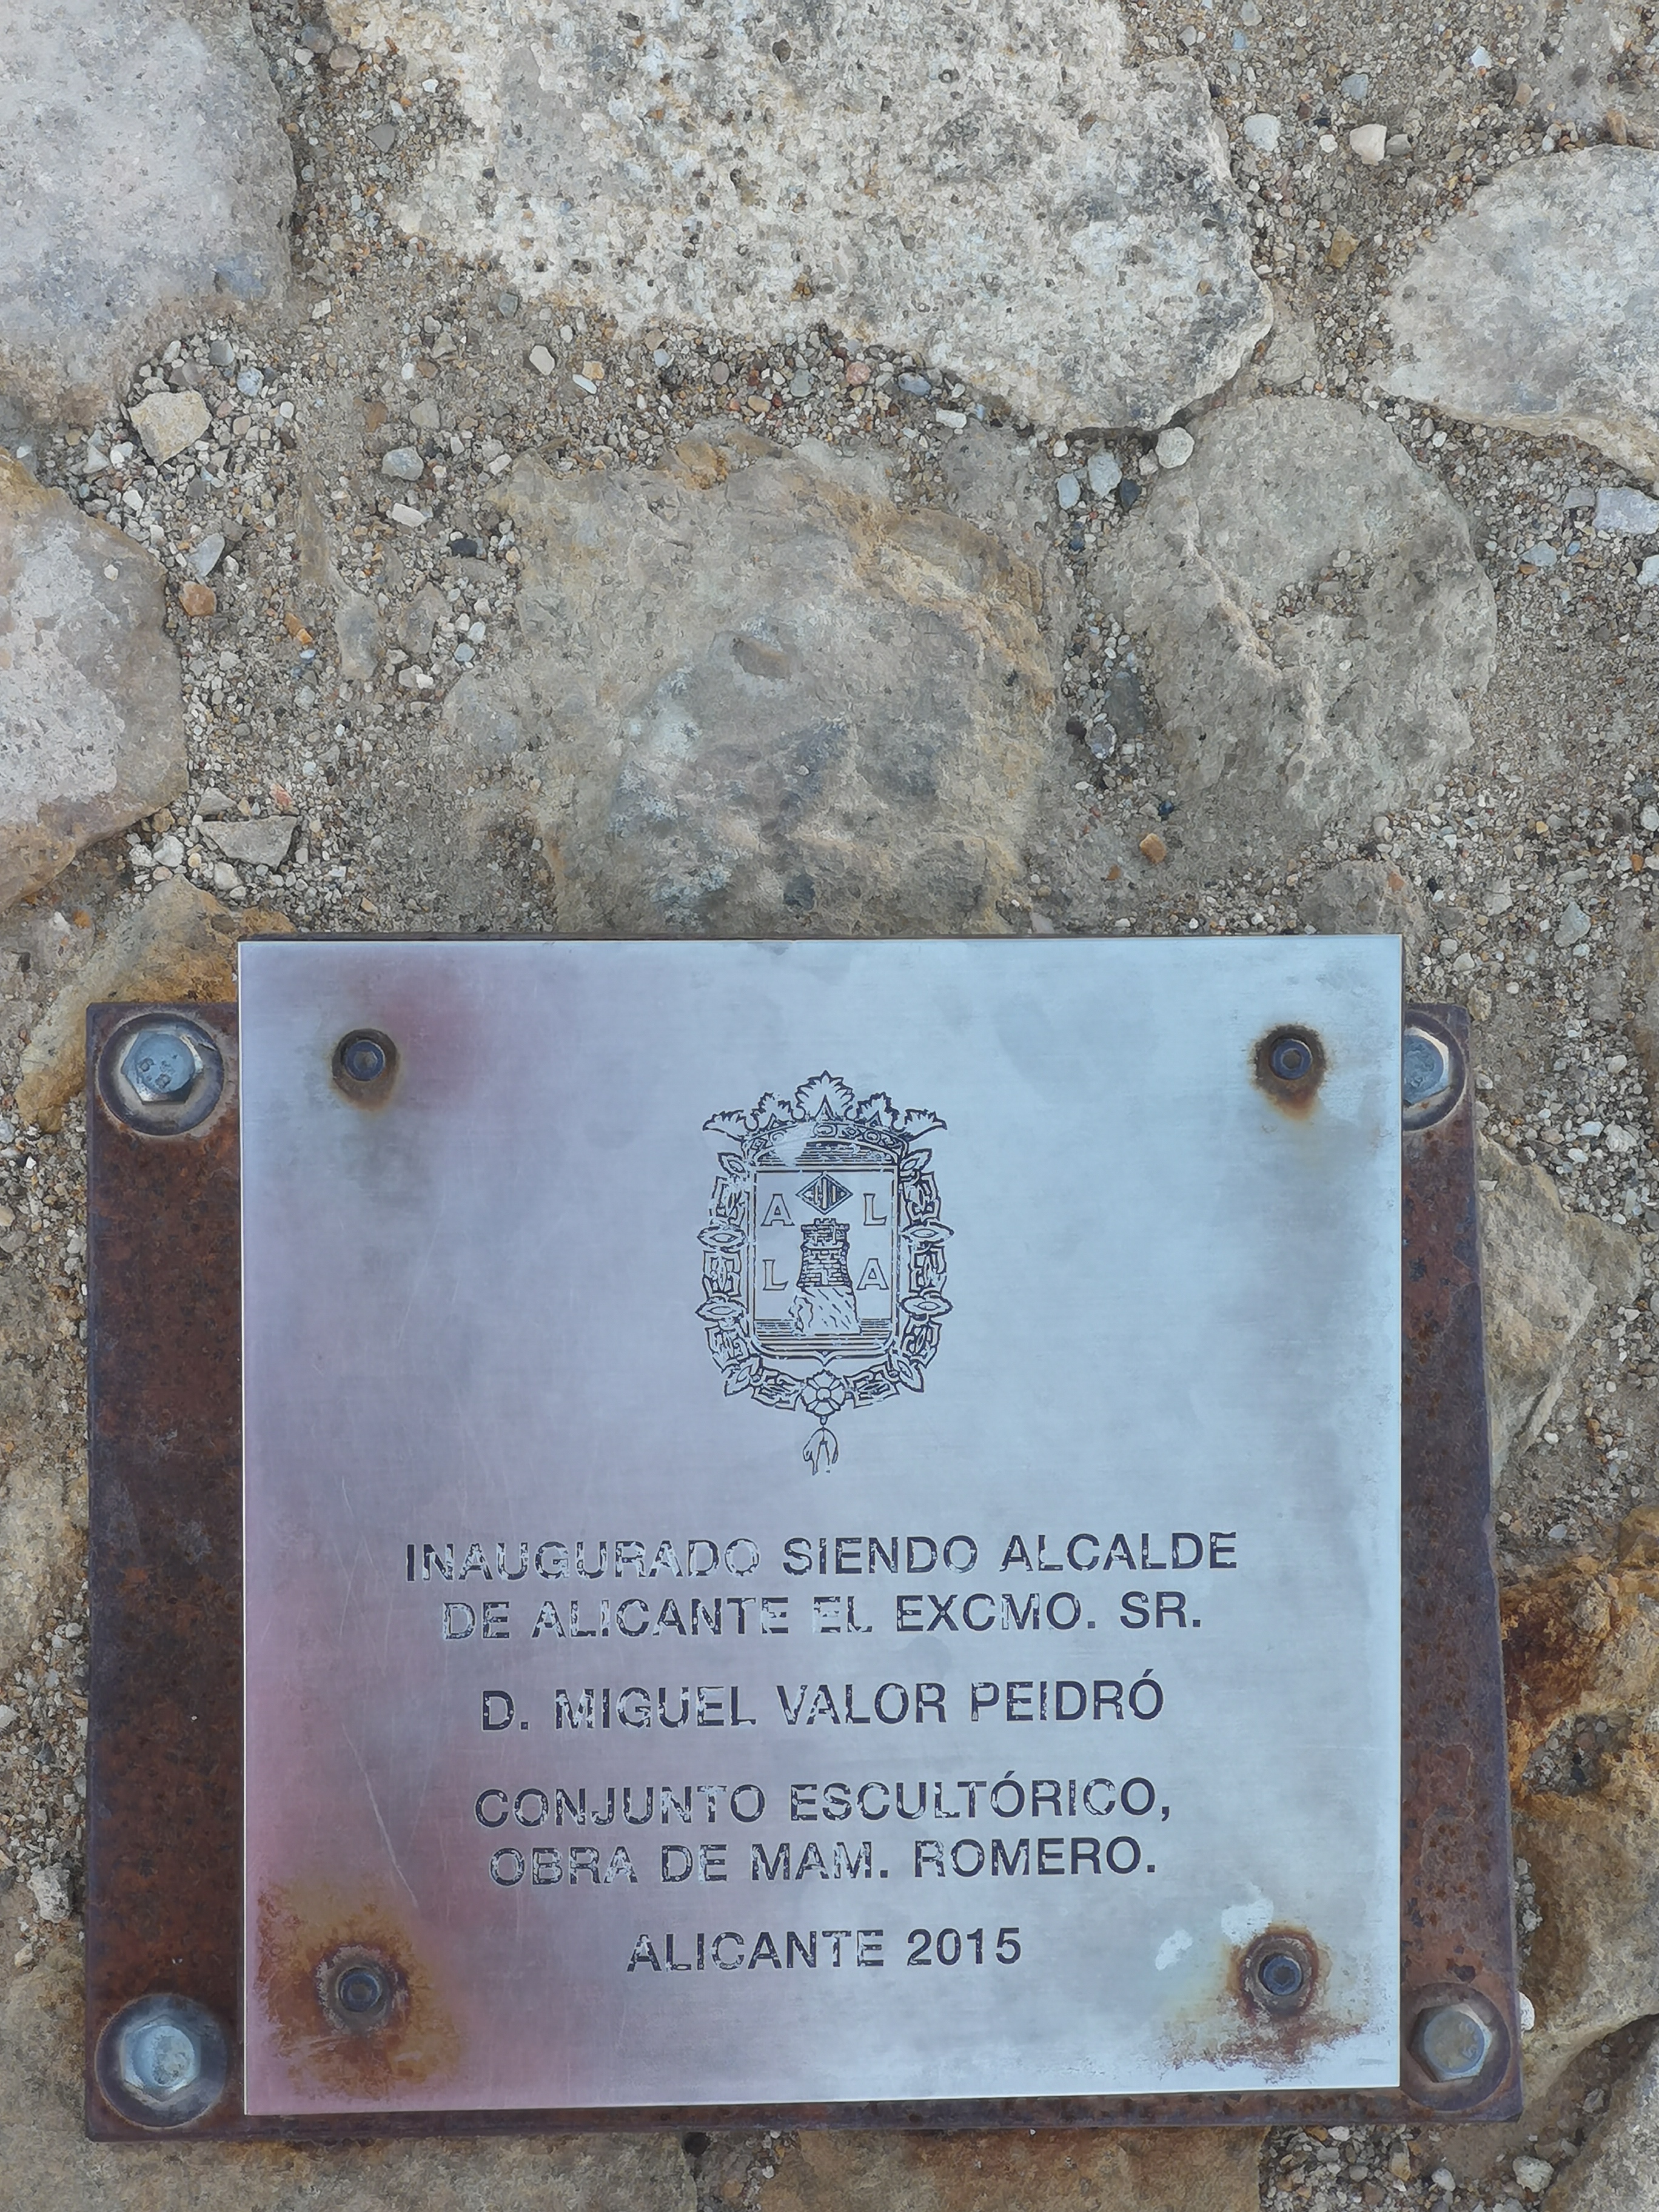 A L
L A
INAUGURADO SIENDO ALCALDE
DE ALICANTE EL EXCMO. SR.
D. MIGUEL VALOR PEIDRÓ
CONJUNTO ESCULTÓRICO,
OBRA DE MAM. ROMERO.
ALICANTE 2015